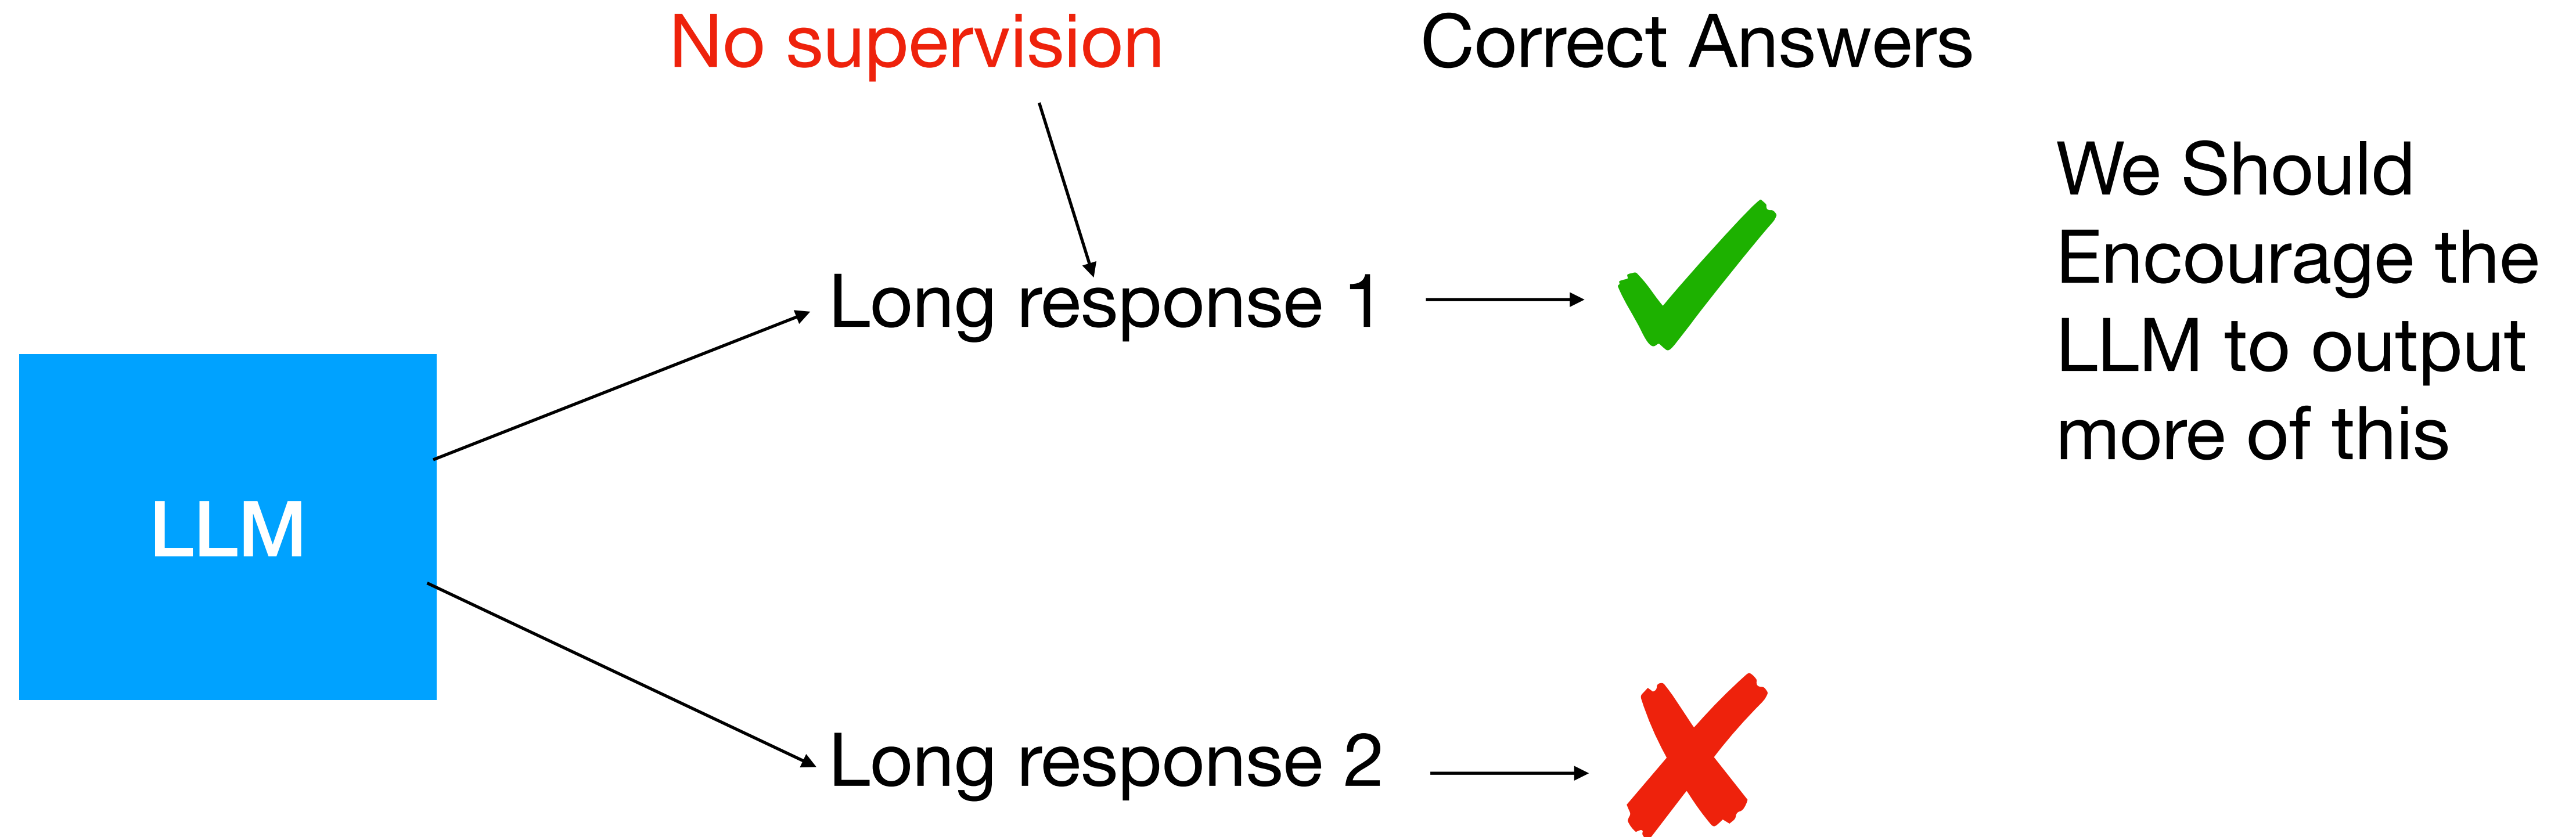 No supervision
Correct Answers
We Should
Encourage the
LLM to output
more of this
Long response 1
LLM
Long response 2